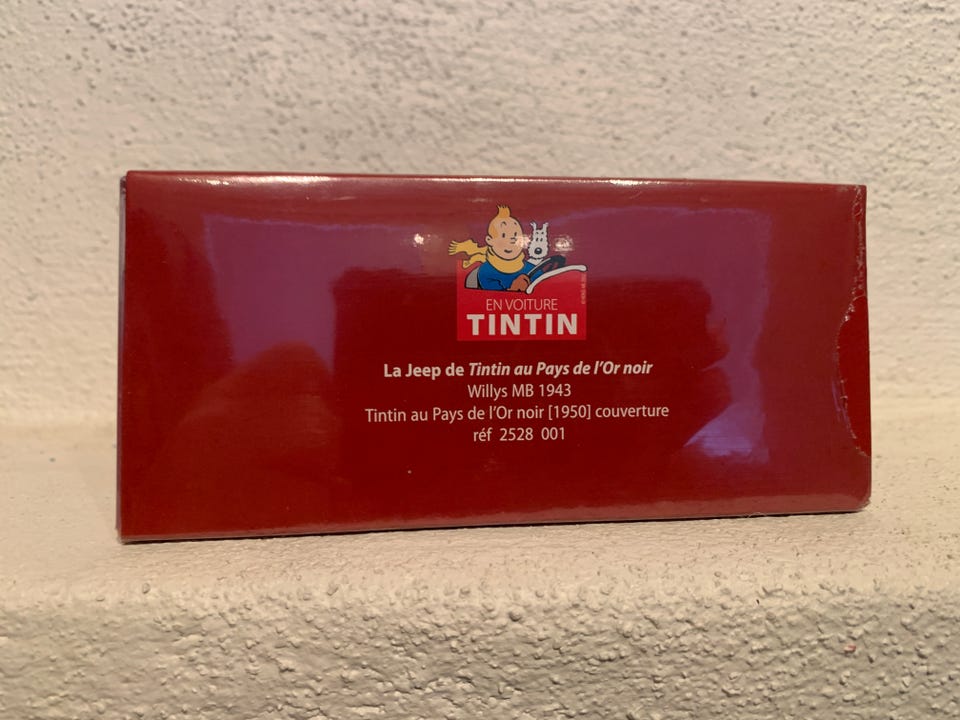 EN VOITURE
TINTIN
La Jeep de Tintin au Pays de l'Or noir
Willys MB 1943
Tintin au Pays de l'Or noir [1950] couverture
réf 2528 001